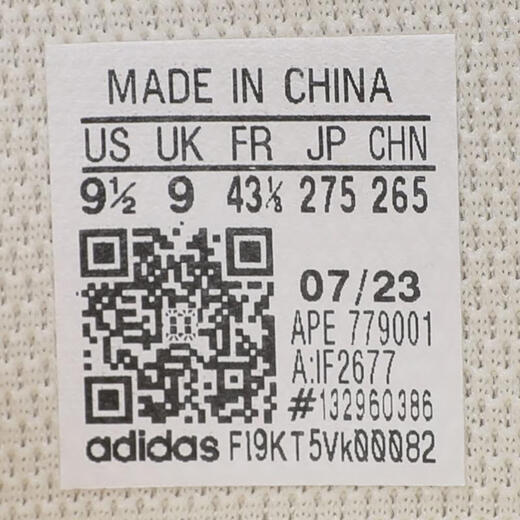 MADE IN CHINA
US UK FR JP CHN
9½ 9 43⅓ 275 265
07/23
APE 779001
A:IF2677
#132960386
adidas FI9KT5Vk00082